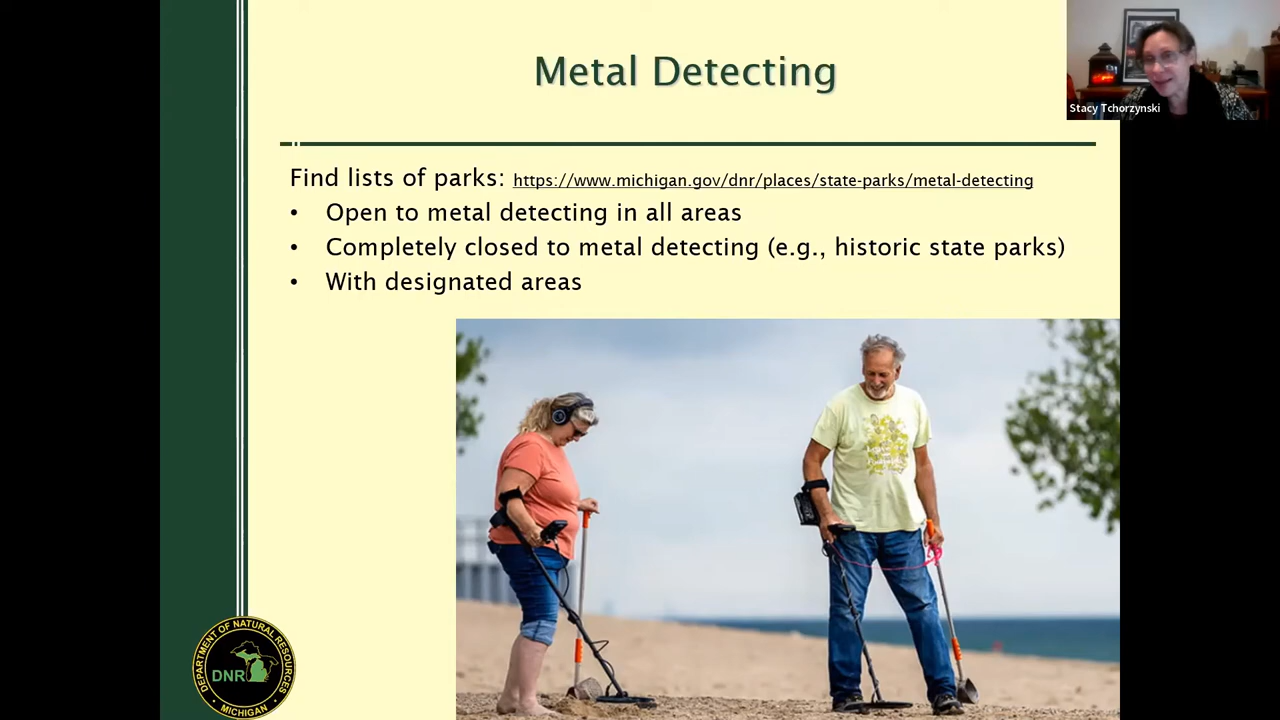 Metal Detecting
Stacy Tchorzynski
Find lists of parks: https://www.michigan.gov/dnr/places/state-parks/metal-detecting
• Open to metal detecting in all areas
• Completely closed to metal detecting (e.g., historic state parks)
• With designated areas
DEPARTMENT OF NATURAL RESOURCES
DNR
MICHIGAN